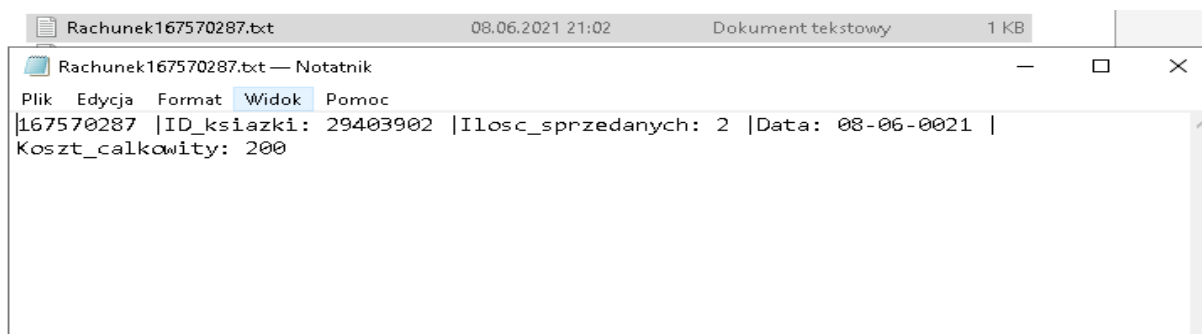 Rachunek167570287.txt 08.06.2021 21:02 Dokument tekstowy 1 KB
Rachunek167570287.txt — Notatnik
Plik Edycja Format Widok Pomoc
167570287 |ID_ksiazki: 29403902 |Ilosc_sprzedanych: 2 |Data: 08-06-0021 |
Koszt_calkowity: 200